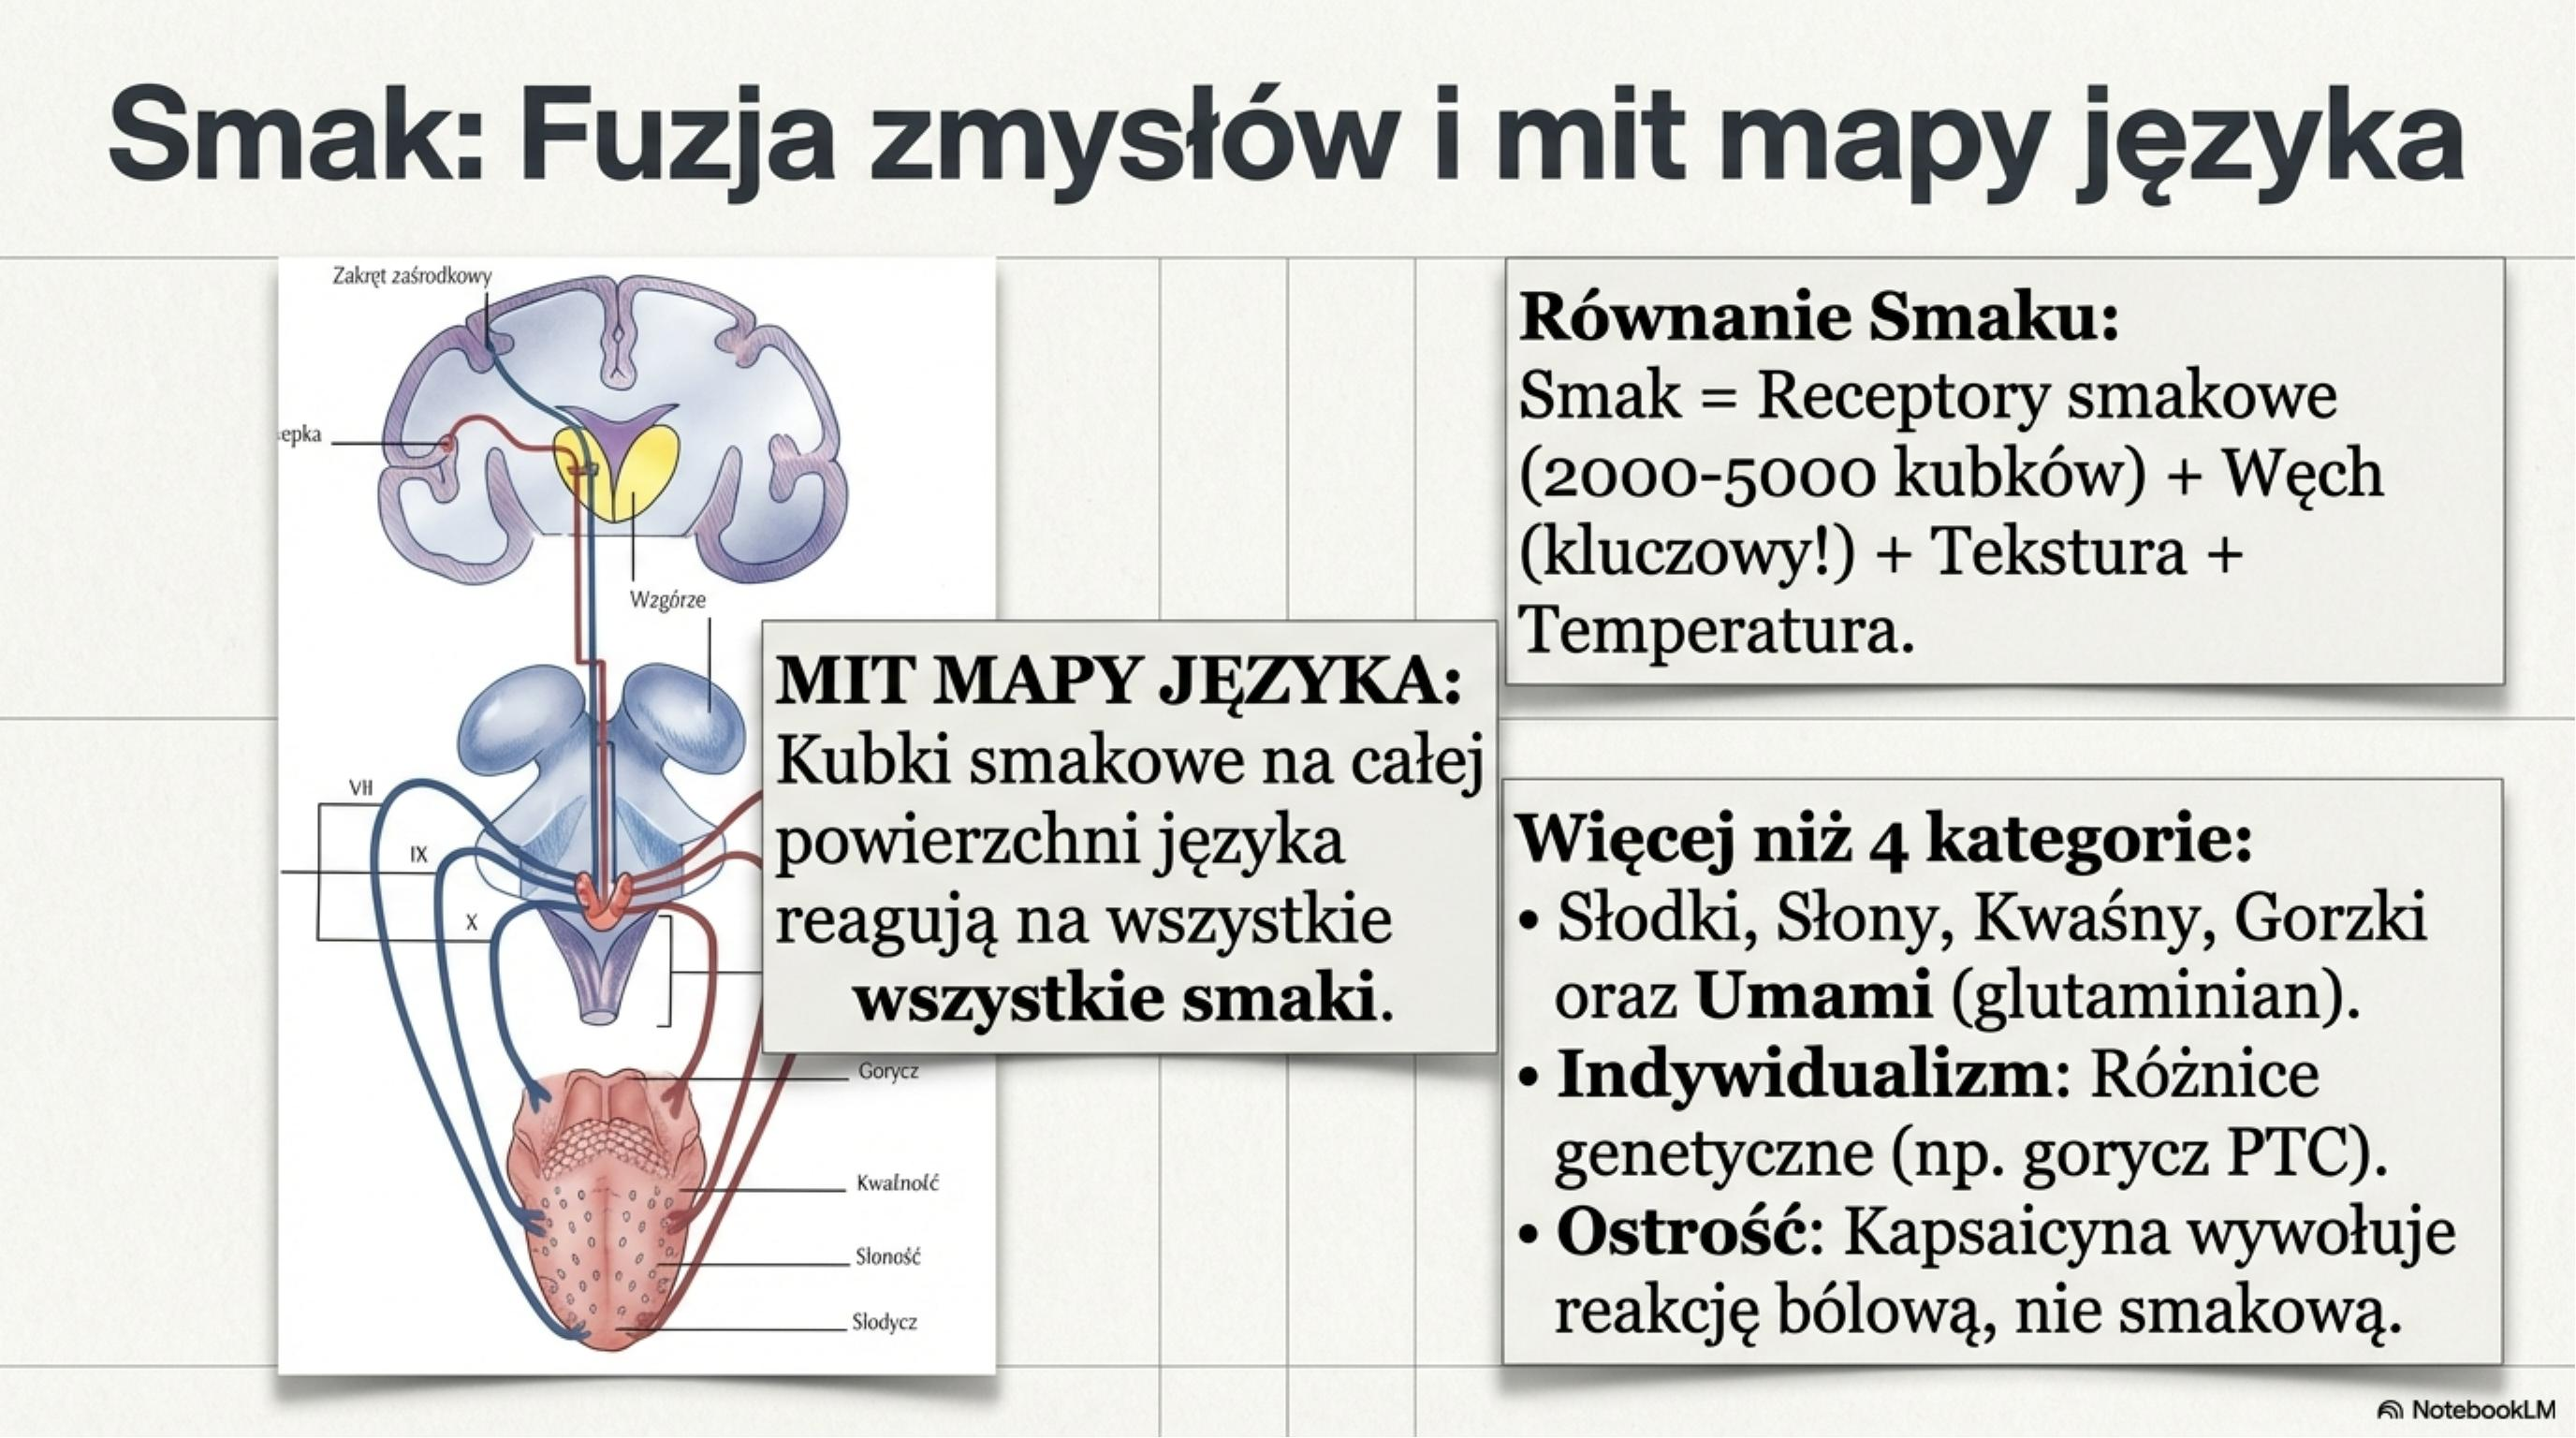 Smak: Fuzja zmysłów i mit mapy języka
Zakręt zaśrodkowy
epka
Wzgórze
VII
IX
X
Gorycz
Kwalnolć
Słoność
Slodycz
MIT MAPY JĘZYKA:
Kubki smakowe na całej
powierzchni języka
reagują na wszystkie
wszystkie smaki.
Równanie Smaku:
Smak = Receptory smakowe
(2000-5000 kubków) + Węch
(kluczowy!) + Tekstura +
Temperatura.
Więcej niż 4 kategorie:
• Słodki, Słony, Kwaśny, Gorzki
oraz Umami (glutaminian).
• Indywidualizm: Różnice
genetyczne (np. gorycz PTC).
• Ostrość: Kapsaicyna wywołuje
reakcję bólową, nie smakową.
NotebookLM